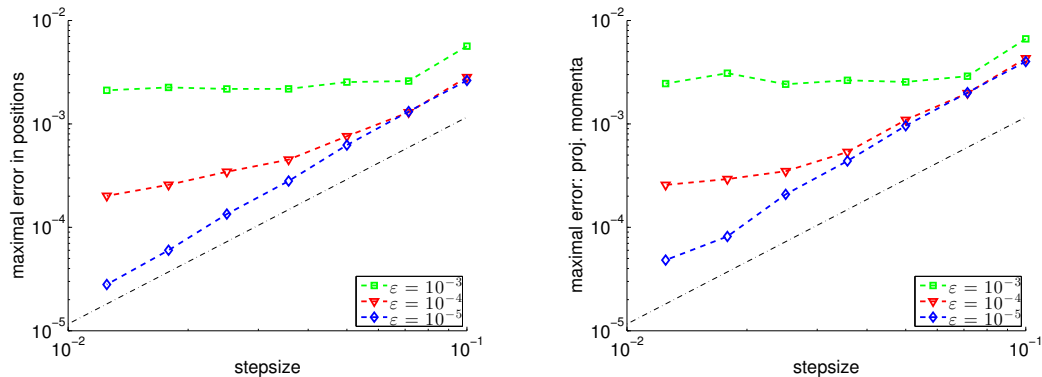 10⁻²
10⁻³
10⁻⁴
10⁻⁵
maximal error in positions
ε = 10⁻³
ε = 10⁻⁴
ε = 10⁻⁵
10⁻²
10⁻¹
stepsize
10⁻²
10⁻³
10⁻⁴
10⁻⁵
maximal error: proj. momenta
ε = 10⁻³
ε = 10⁻⁴
ε = 10⁻⁵
10⁻²
10⁻¹
stepsize